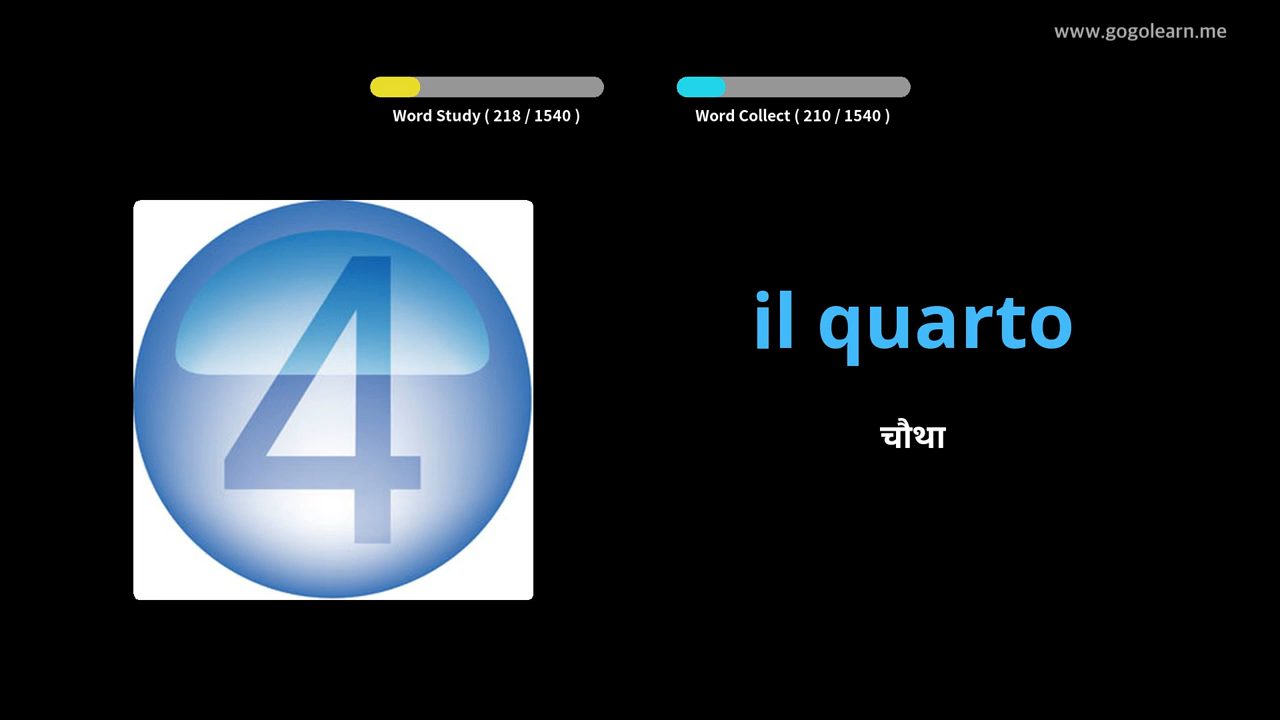 www.gogolearn.me
Word Study ( 218 / 1540 )
Word Collect ( 210 / 1540 )
4
il quarto
चौथा